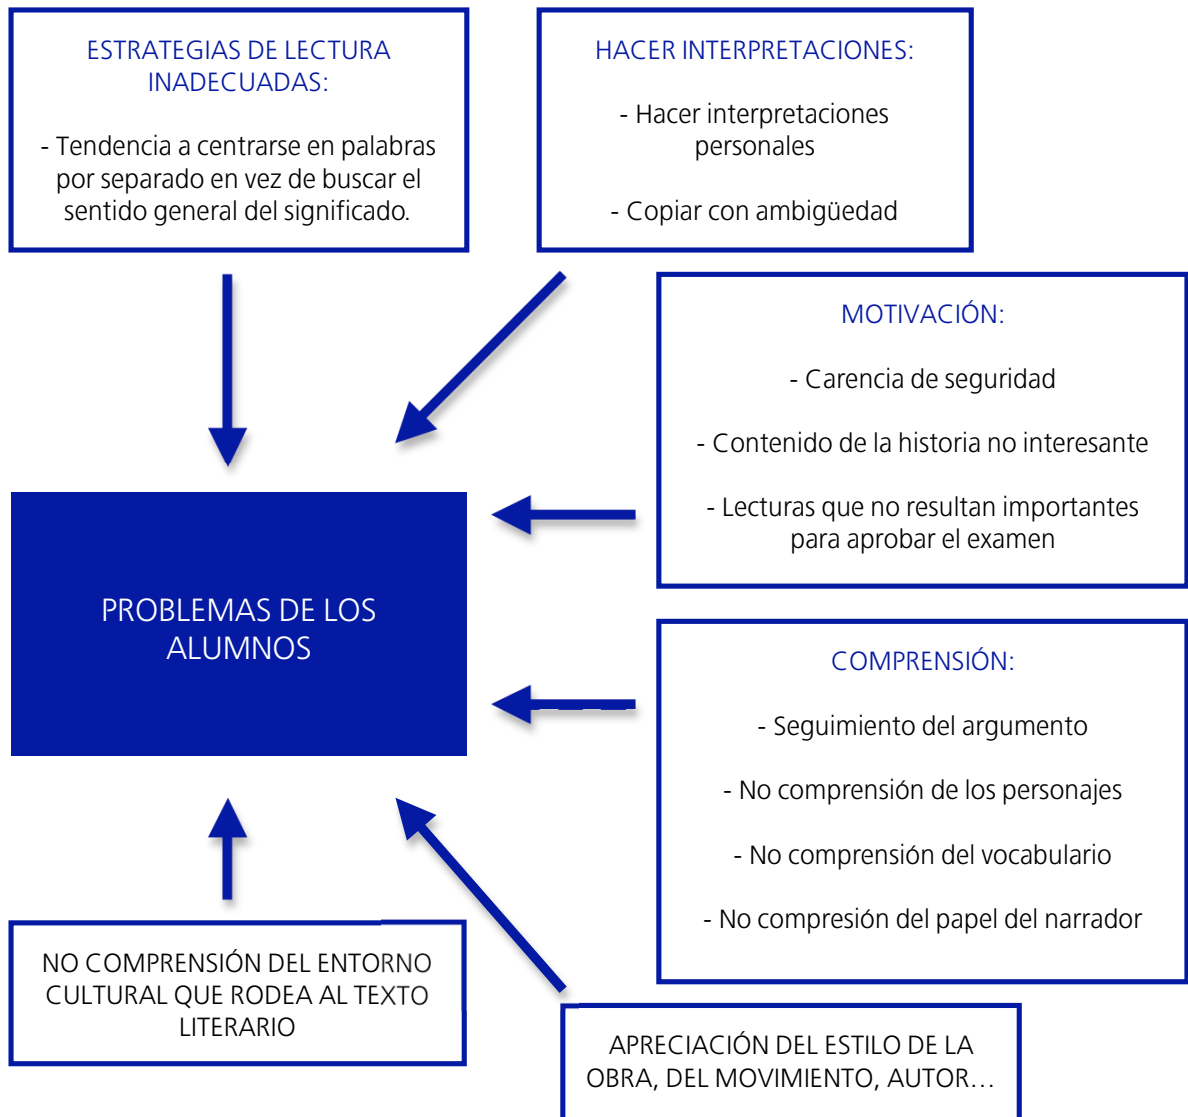 ESTRATEGIAS DE LECTURA
INADECUADAS:
- Tendencia a centrarse en palabras
por separado en vez de buscar el
sentido general del significado.
HACER INTERPRETACIONES:
- Hacer interpretaciones
personales
- Copiar con ambigüedad
MOTIVACIÓN:
- Carencia de seguridad
- Contenido de la historia no interesante
- Lecturas que no resultan importantes
para aprobar el examen
PROBLEMAS DE LOS
ALUMNOS
COMPRENSIÓN:
- Seguimiento del argumento
- No comprensión de los personajes
- No comprensión del vocabulario
- No compresión del papel del narrador
NO COMPRENSIÓN DEL ENTORNO
CULTURAL QUE RODEA AL TEXTO
LITERARIO
APRECIACIÓN DEL ESTILO DE LA
OBRA, DEL MOVIMIENTO, AUTOR…